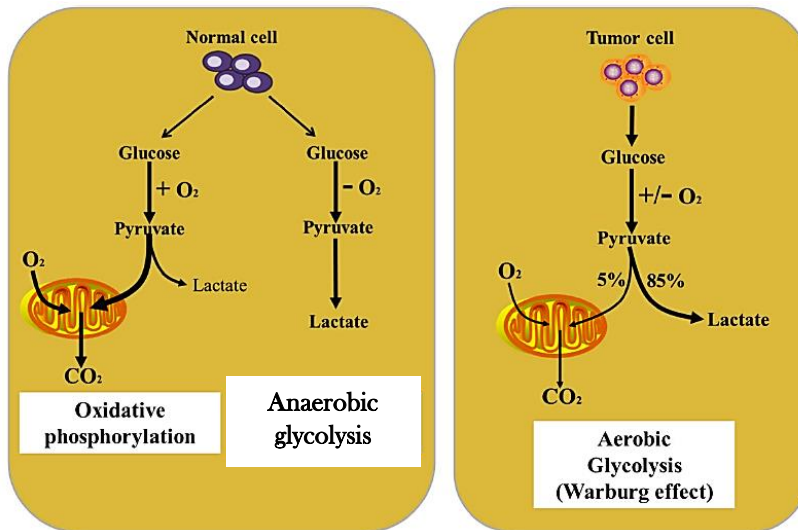 Normal cell
Glucose
+ O₂
Pyruvate
O₂
Lactate
CO₂
Oxidative
phosphorylation
Glucose
− O₂
Pyruvate
Lactate
Anaerobic
glycolysis
Tumor cell
Glucose
+/− O₂
Pyruvate
O₂
5%
85%
Lactate
CO₂
Aerobic
Glycolysis
(Warburg effect)